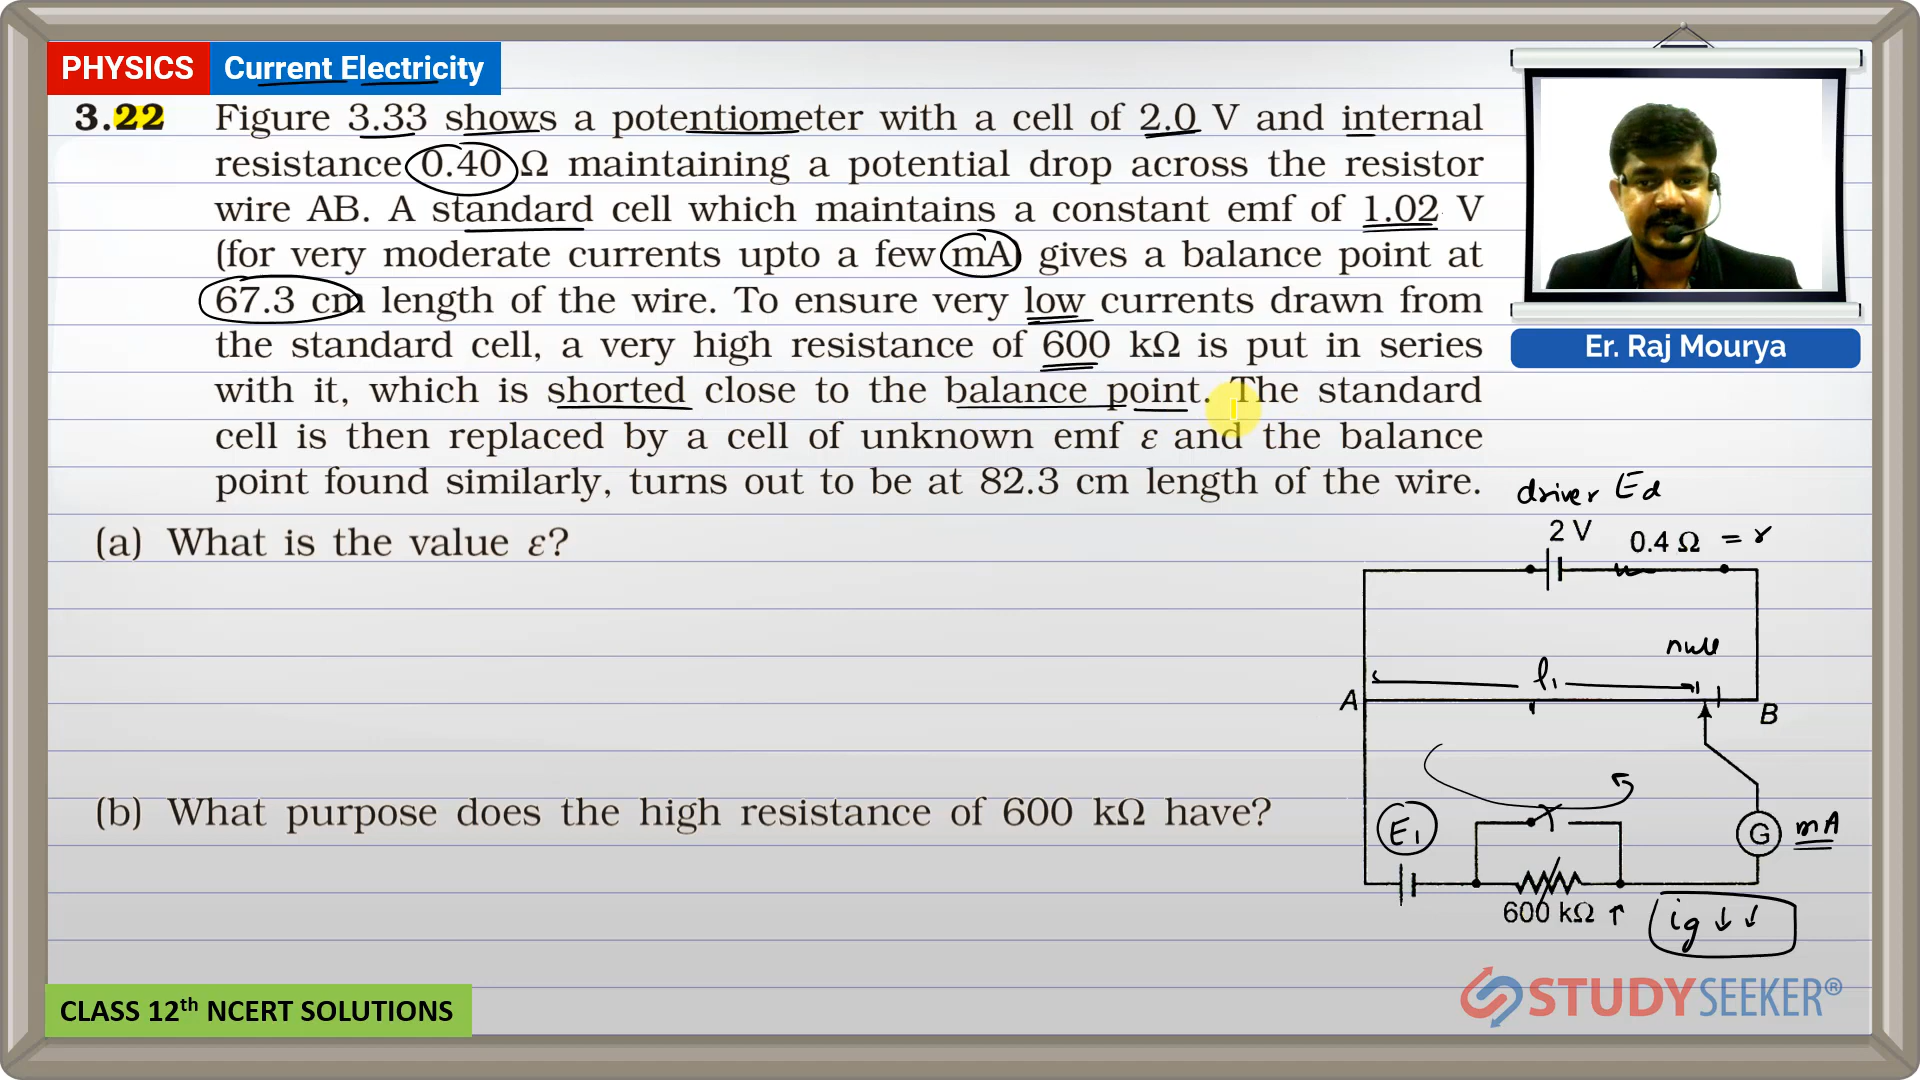 PHYSICS Current Electricity
3.22 Figure 3.33 shows a potentiometer with a cell of 2.0 V and internal
resistance 0.40 Ω maintaining a potential drop across the resistor
wire AB. A standard cell which maintains a constant emf of 1.02 V
(for very moderate currents upto a few mA) gives a balance point at
67.3 cm length of the wire. To ensure very low currents drawn from
the standard cell, a very high resistance of 600 kΩ is put in series
with it, which is shorted close to the balance point. The standard
cell is then replaced by a cell of unknown emf ε and the balance
point found similarly, turns out to be at 82.3 cm length of the wire.
Er. Raj Mourya
(a) What is the value ε?
driver Ed
2 V
0.4 Ω = r
null
l₁
A
B
(b) What purpose does the high resistance of 600 kΩ have?
E₁
G
mA
600 kΩ ↑
ig ↓ ↓
STUDYSEEKER®
CLASS 12th NCERT SOLUTIONS